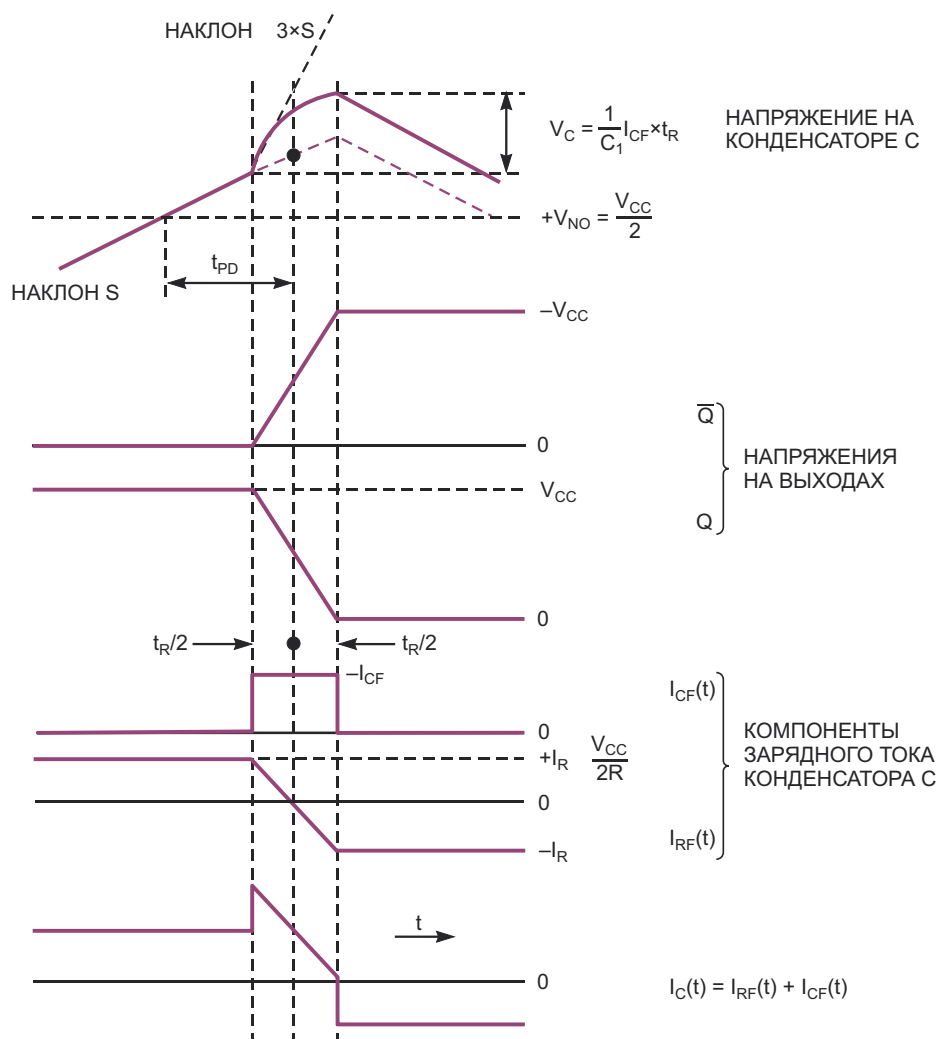 НАКЛОН 3×S
V_C = 1/C_1 I_CF×t_R
НАПРЯЖЕНИЕ НА
КОНДЕНСАТОРЕ C
+V_NO = V_CC/2
t_PD
НАКЛОН S
–V_CC
Q̅
0
НАПРЯЖЕНИЯ
НА ВЫХОДАХ
V_CC
Q
0
t_R/2
t_R/2
–I_CF
I_CF(t)
0
КОМПОНЕНТЫ
ЗАРЯДНОГО ТОКА
КОНДЕНСАТОРА C
+I_R V_CC/2R
0
I_RF(t)
–I_R
t
0
I_C(t) = I_RF(t) + I_CF(t)